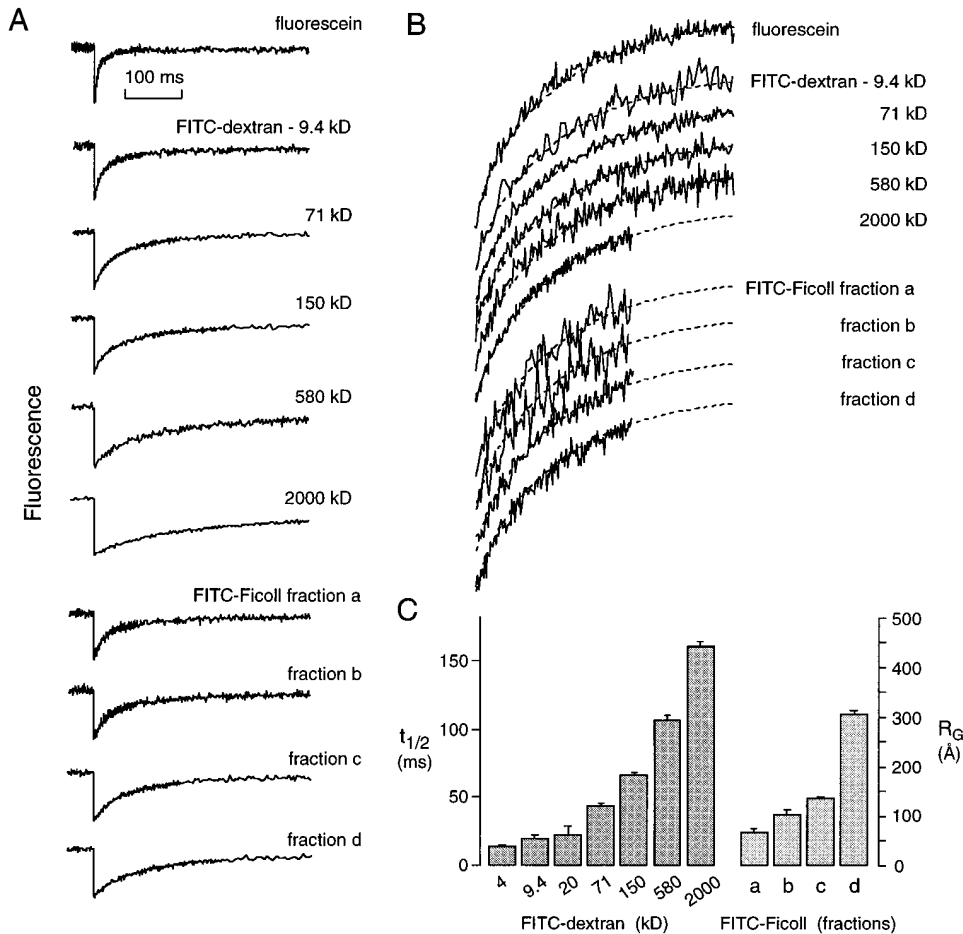 A
fluorescein
100 ms
FITC-dextran - 9.4 kD
71 kD
150 kD
580 kD
2000 kD
FITC-Ficoll fraction a
fraction b
fraction c
fraction d
Fluorescence
B
fluorescein
FITC-dextran - 9.4 kD
71 kD
150 kD
580 kD
2000 kD
FITC-Ficoll fraction a
fraction b
fraction c
fraction d
C
t1/2
(ms)
150
100
50
0
4 9.4 20 71 150 580 2000
FITC-dextran (kD)
a b c d
FITC-Ficoll (fractions)
500
400
300
200
100
0
RG
(Å)